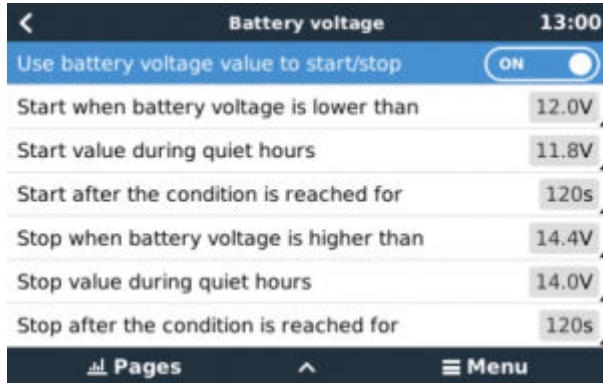 Battery voltage 13:00
Use battery voltage value to start/stop ON
Start when battery voltage is lower than 12.0V
Start value during quiet hours 11.8V
Start after the condition is reached for 120s
Stop when battery voltage is higher than 14.4V
Stop value during quiet hours 14.0V
Stop after the condition is reached for 120s
Pages Menu